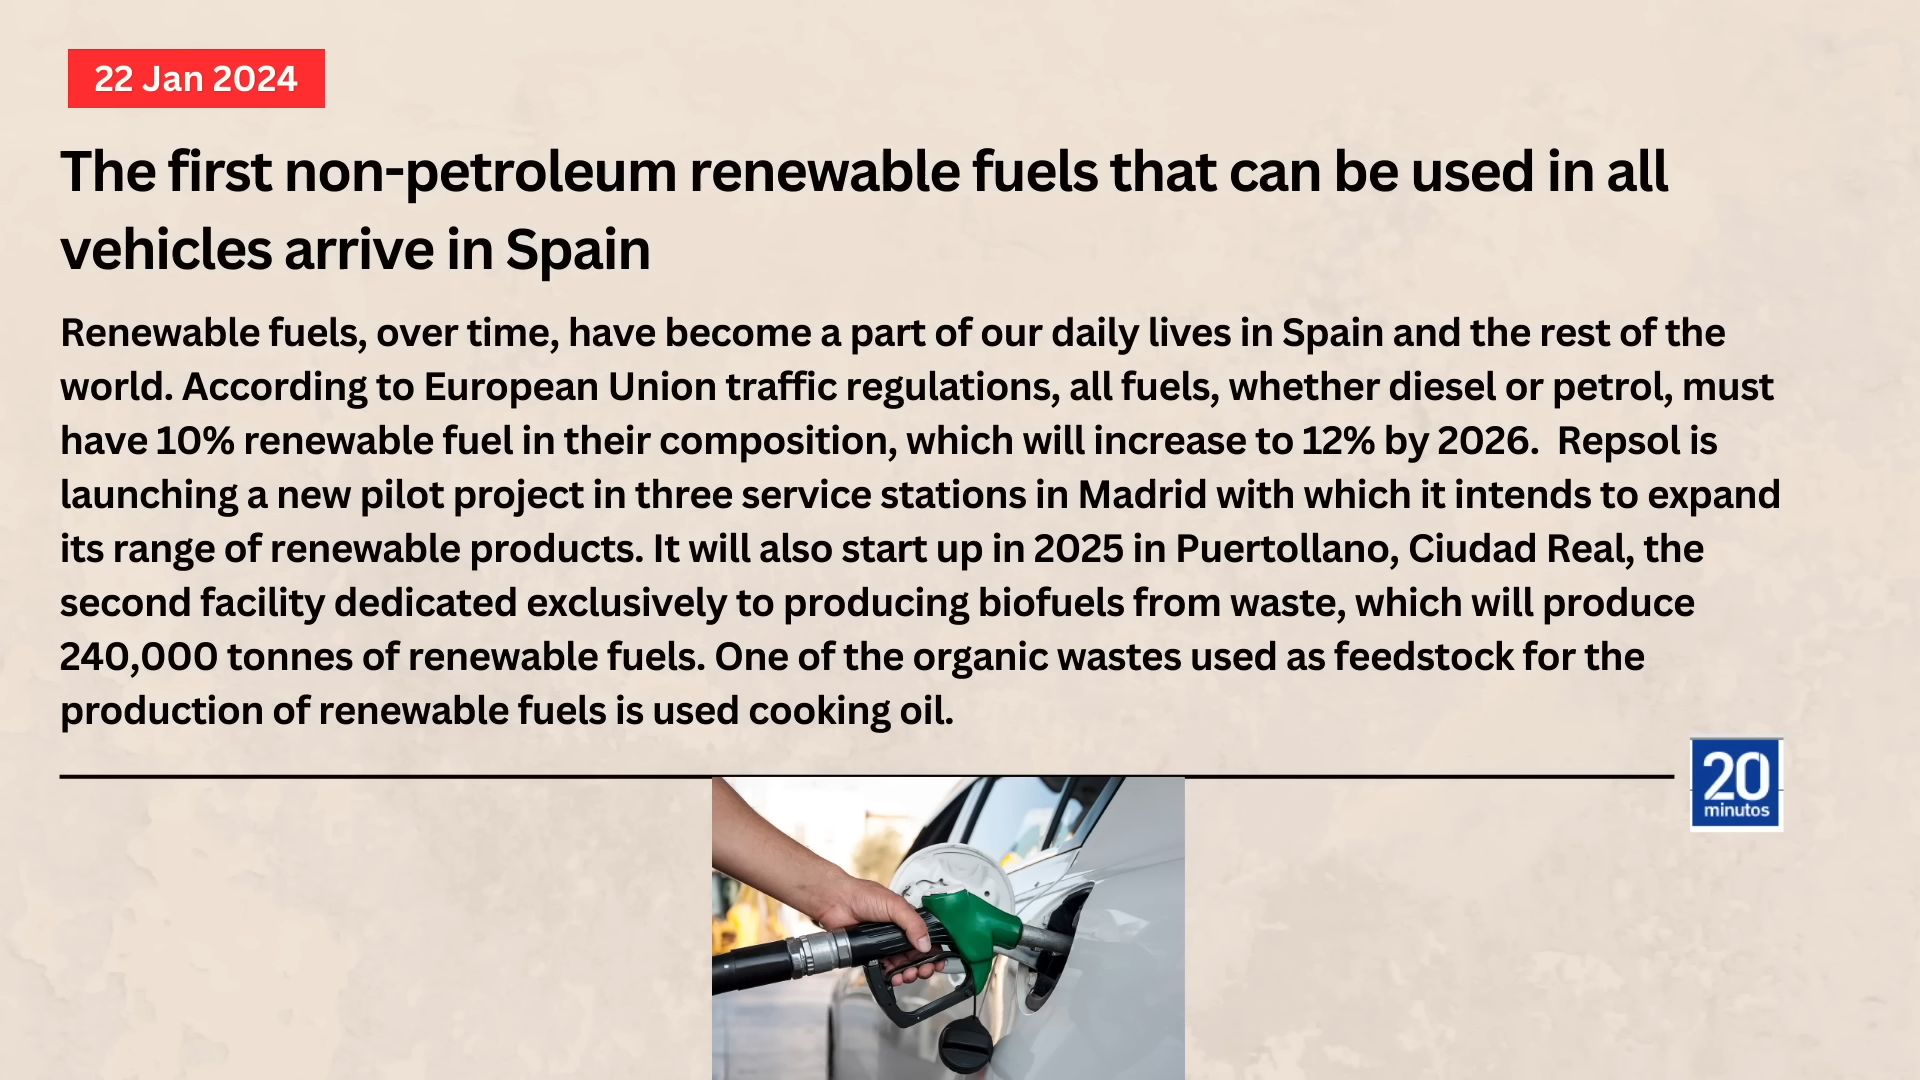 22 Jan 2024
The first non-petroleum renewable fuels that can be used in all
vehicles arrive in Spain
Renewable fuels, over time, have become a part of our daily lives in Spain and the rest of the
world. According to European Union traffic regulations, all fuels, whether diesel or petrol, must
have 10% renewable fuel in their composition, which will increase to 12% by 2026.  Repsol is
launching a new pilot project in three service stations in Madrid with which it intends to expand
its range of renewable products. It will also start up in 2025 in Puertollano, Ciudad Real, the
second facility dedicated exclusively to producing biofuels from waste, which will produce
240,000 tonnes of renewable fuels. One of the organic wastes used as feedstock for the
production of renewable fuels is used cooking oil.
20
minutos